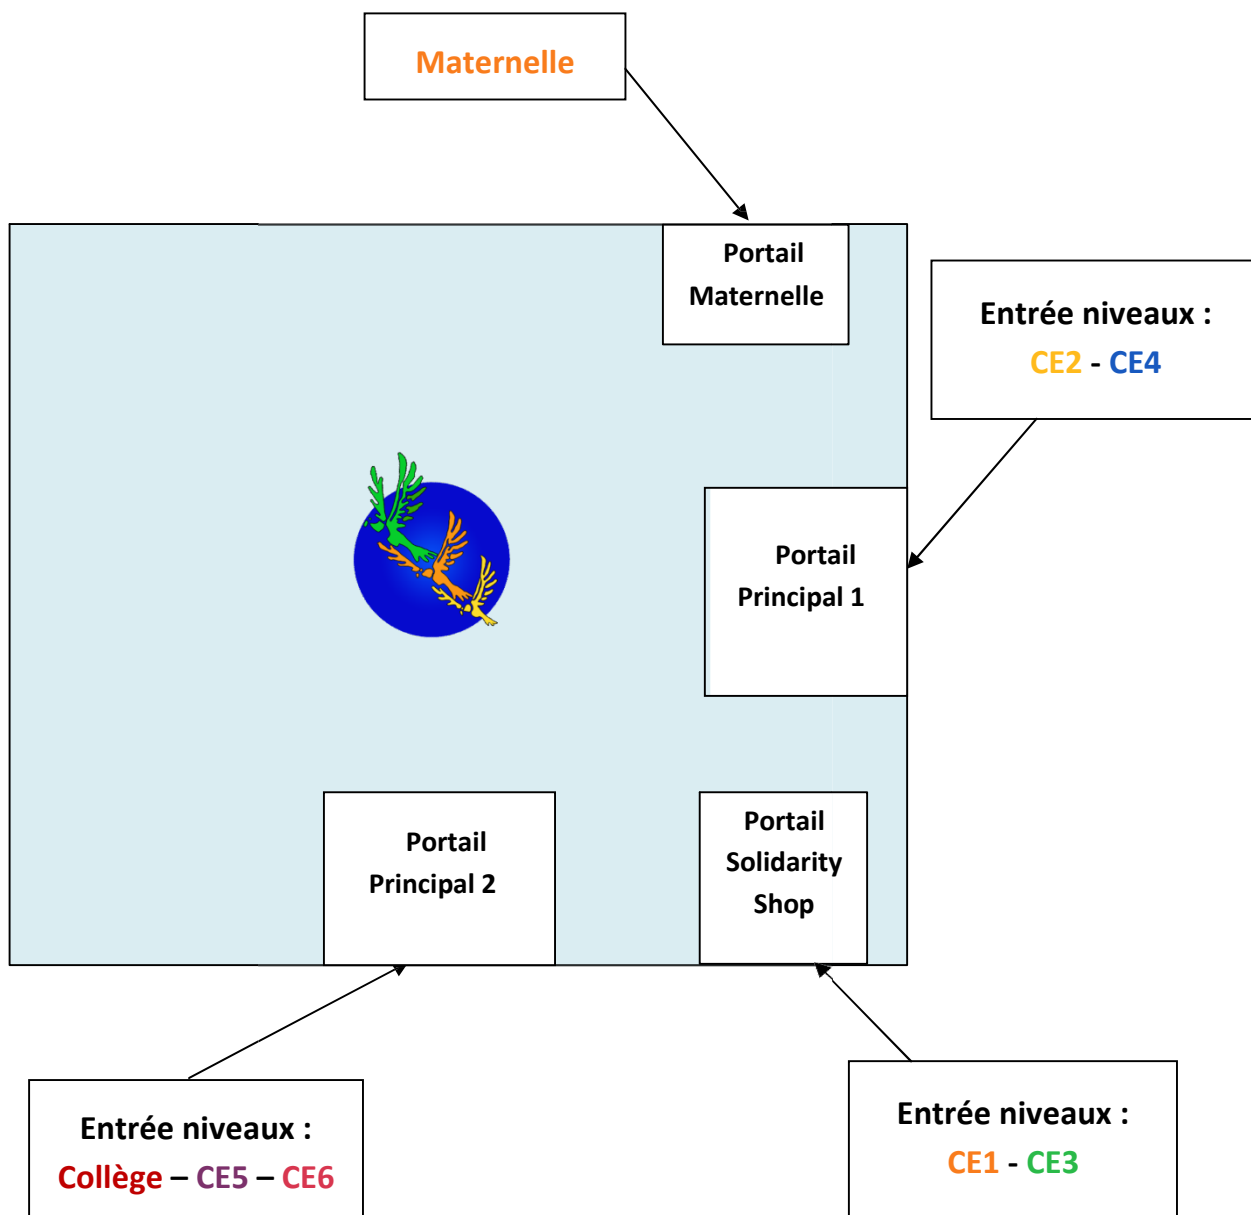 Maternelle
Portail
Maternelle
Entrée niveaux :
CE2 - CE4
Portail
Principal 1
Portail
Principal 2
Portail
Solidarity
Shop
Entrée niveaux :
Collège – CE5 – CE6
Entrée niveaux :
CE1 - CE3